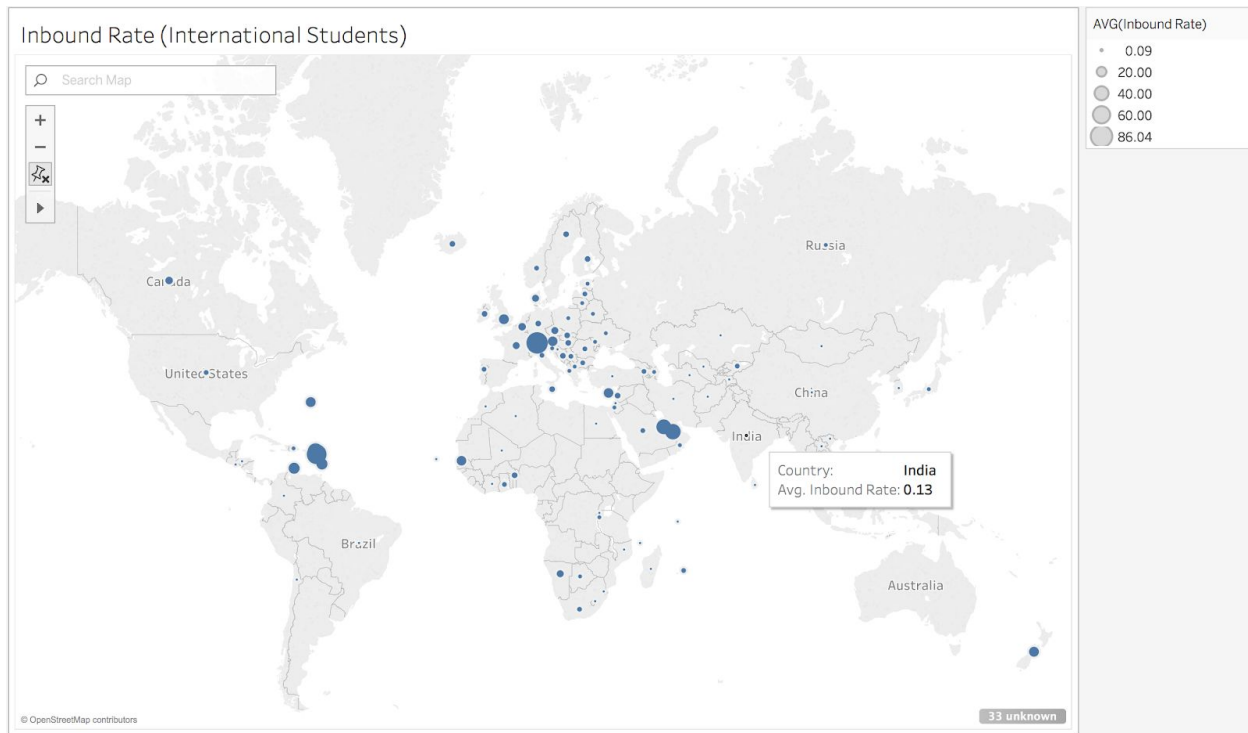 Inbound Rate (International Students)
Search Map
+
−
Canada
United States
Brazil
Russia
China
India
Australia
Country: India
Avg. Inbound Rate: 0.13
© OpenStreetMap contributors
33 unknown
AVG(Inbound Rate)
0.09
20.00
40.00
60.00
86.04